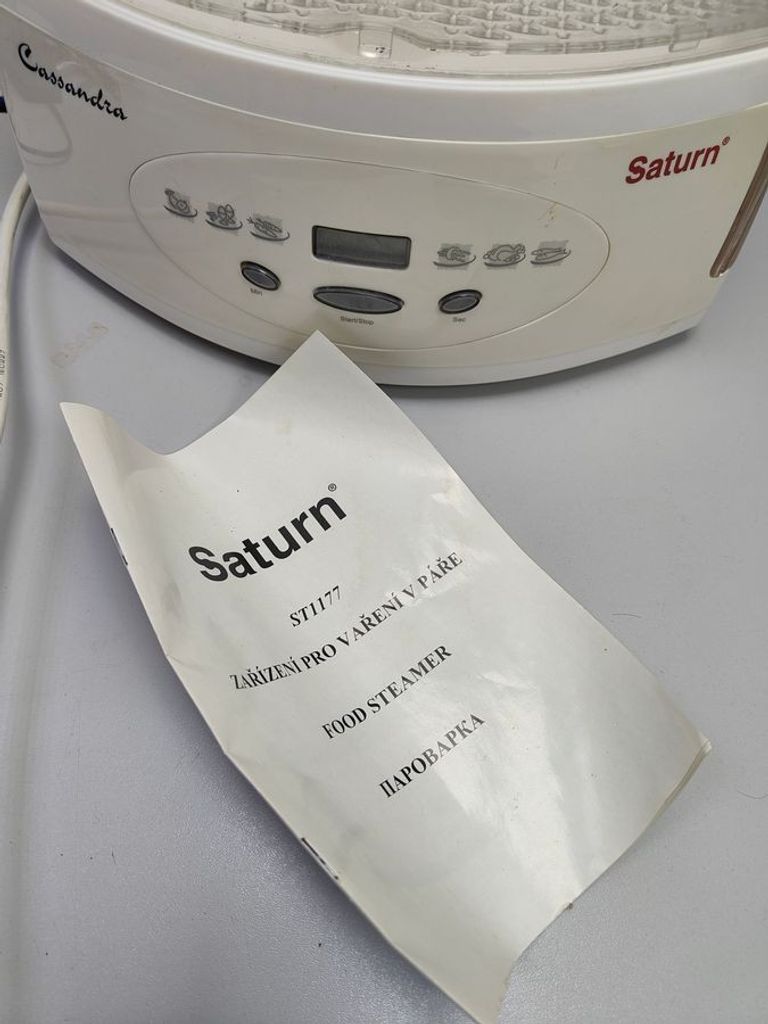 Cassandra
Saturn®
Min
Start/Stop
Sec
Saturn®
ST1177
ZAŘÍZENÍ PRO VAŘENÍ V PÁŘE
FOOD STEAMER
ПАРОВАРКА